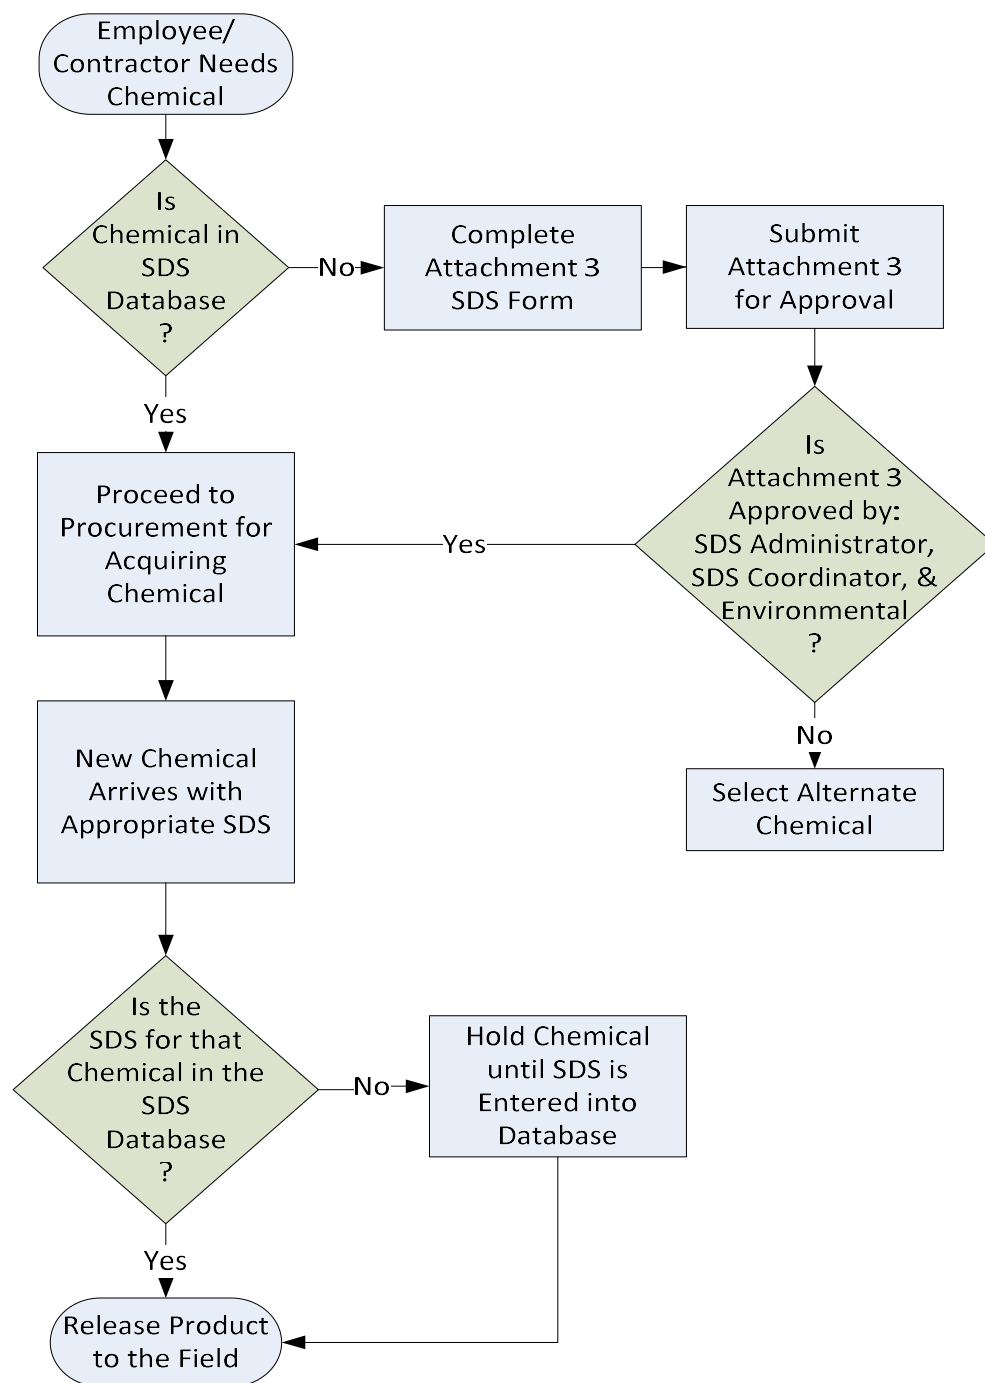 Employee/
Contractor Needs
Chemical
Is
Chemical in
SDS
Database
?
No
Complete
Attachment 3
SDS Form
Submit
Attachment 3
for Approval
Yes
Is
Attachment 3
Approved by:
SDS Administrator,
SDS Coordinator, &
Environmental
?
Yes
Proceed to
Procurement for
Acquiring
Chemical
No
Select Alternate
Chemical
New Chemical
Arrives with
Appropriate SDS
Is the
SDS for that
Chemical in the
SDS
Database
?
No
Hold Chemical
until SDS is
Entered into
Database
Yes
Release Product
to the Field